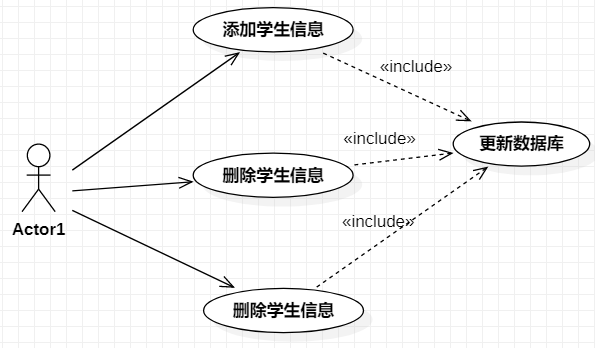 添加学生信息
«include»
更新数据库
«include»
删除学生信息
«include»
Actor1
删除学生信息